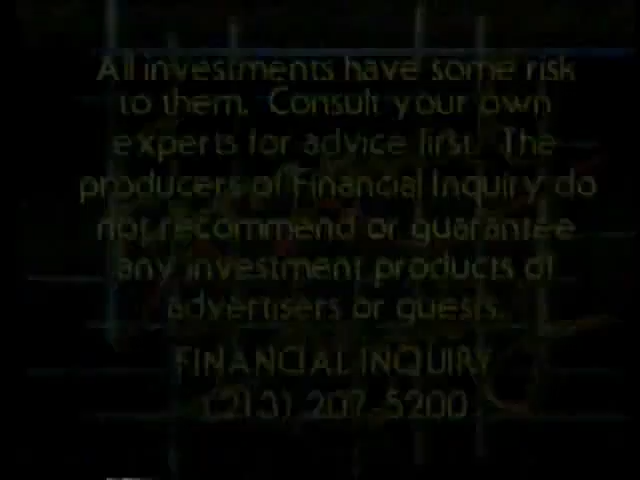 All investments have some risk
to them. Consult your own
experts for advice first. The
producers of Financial Inquiry do
not recommend or guarantee
any investment products of
advertisers or guests.
FINANCIAL INQUIRY
(213) 207-5200